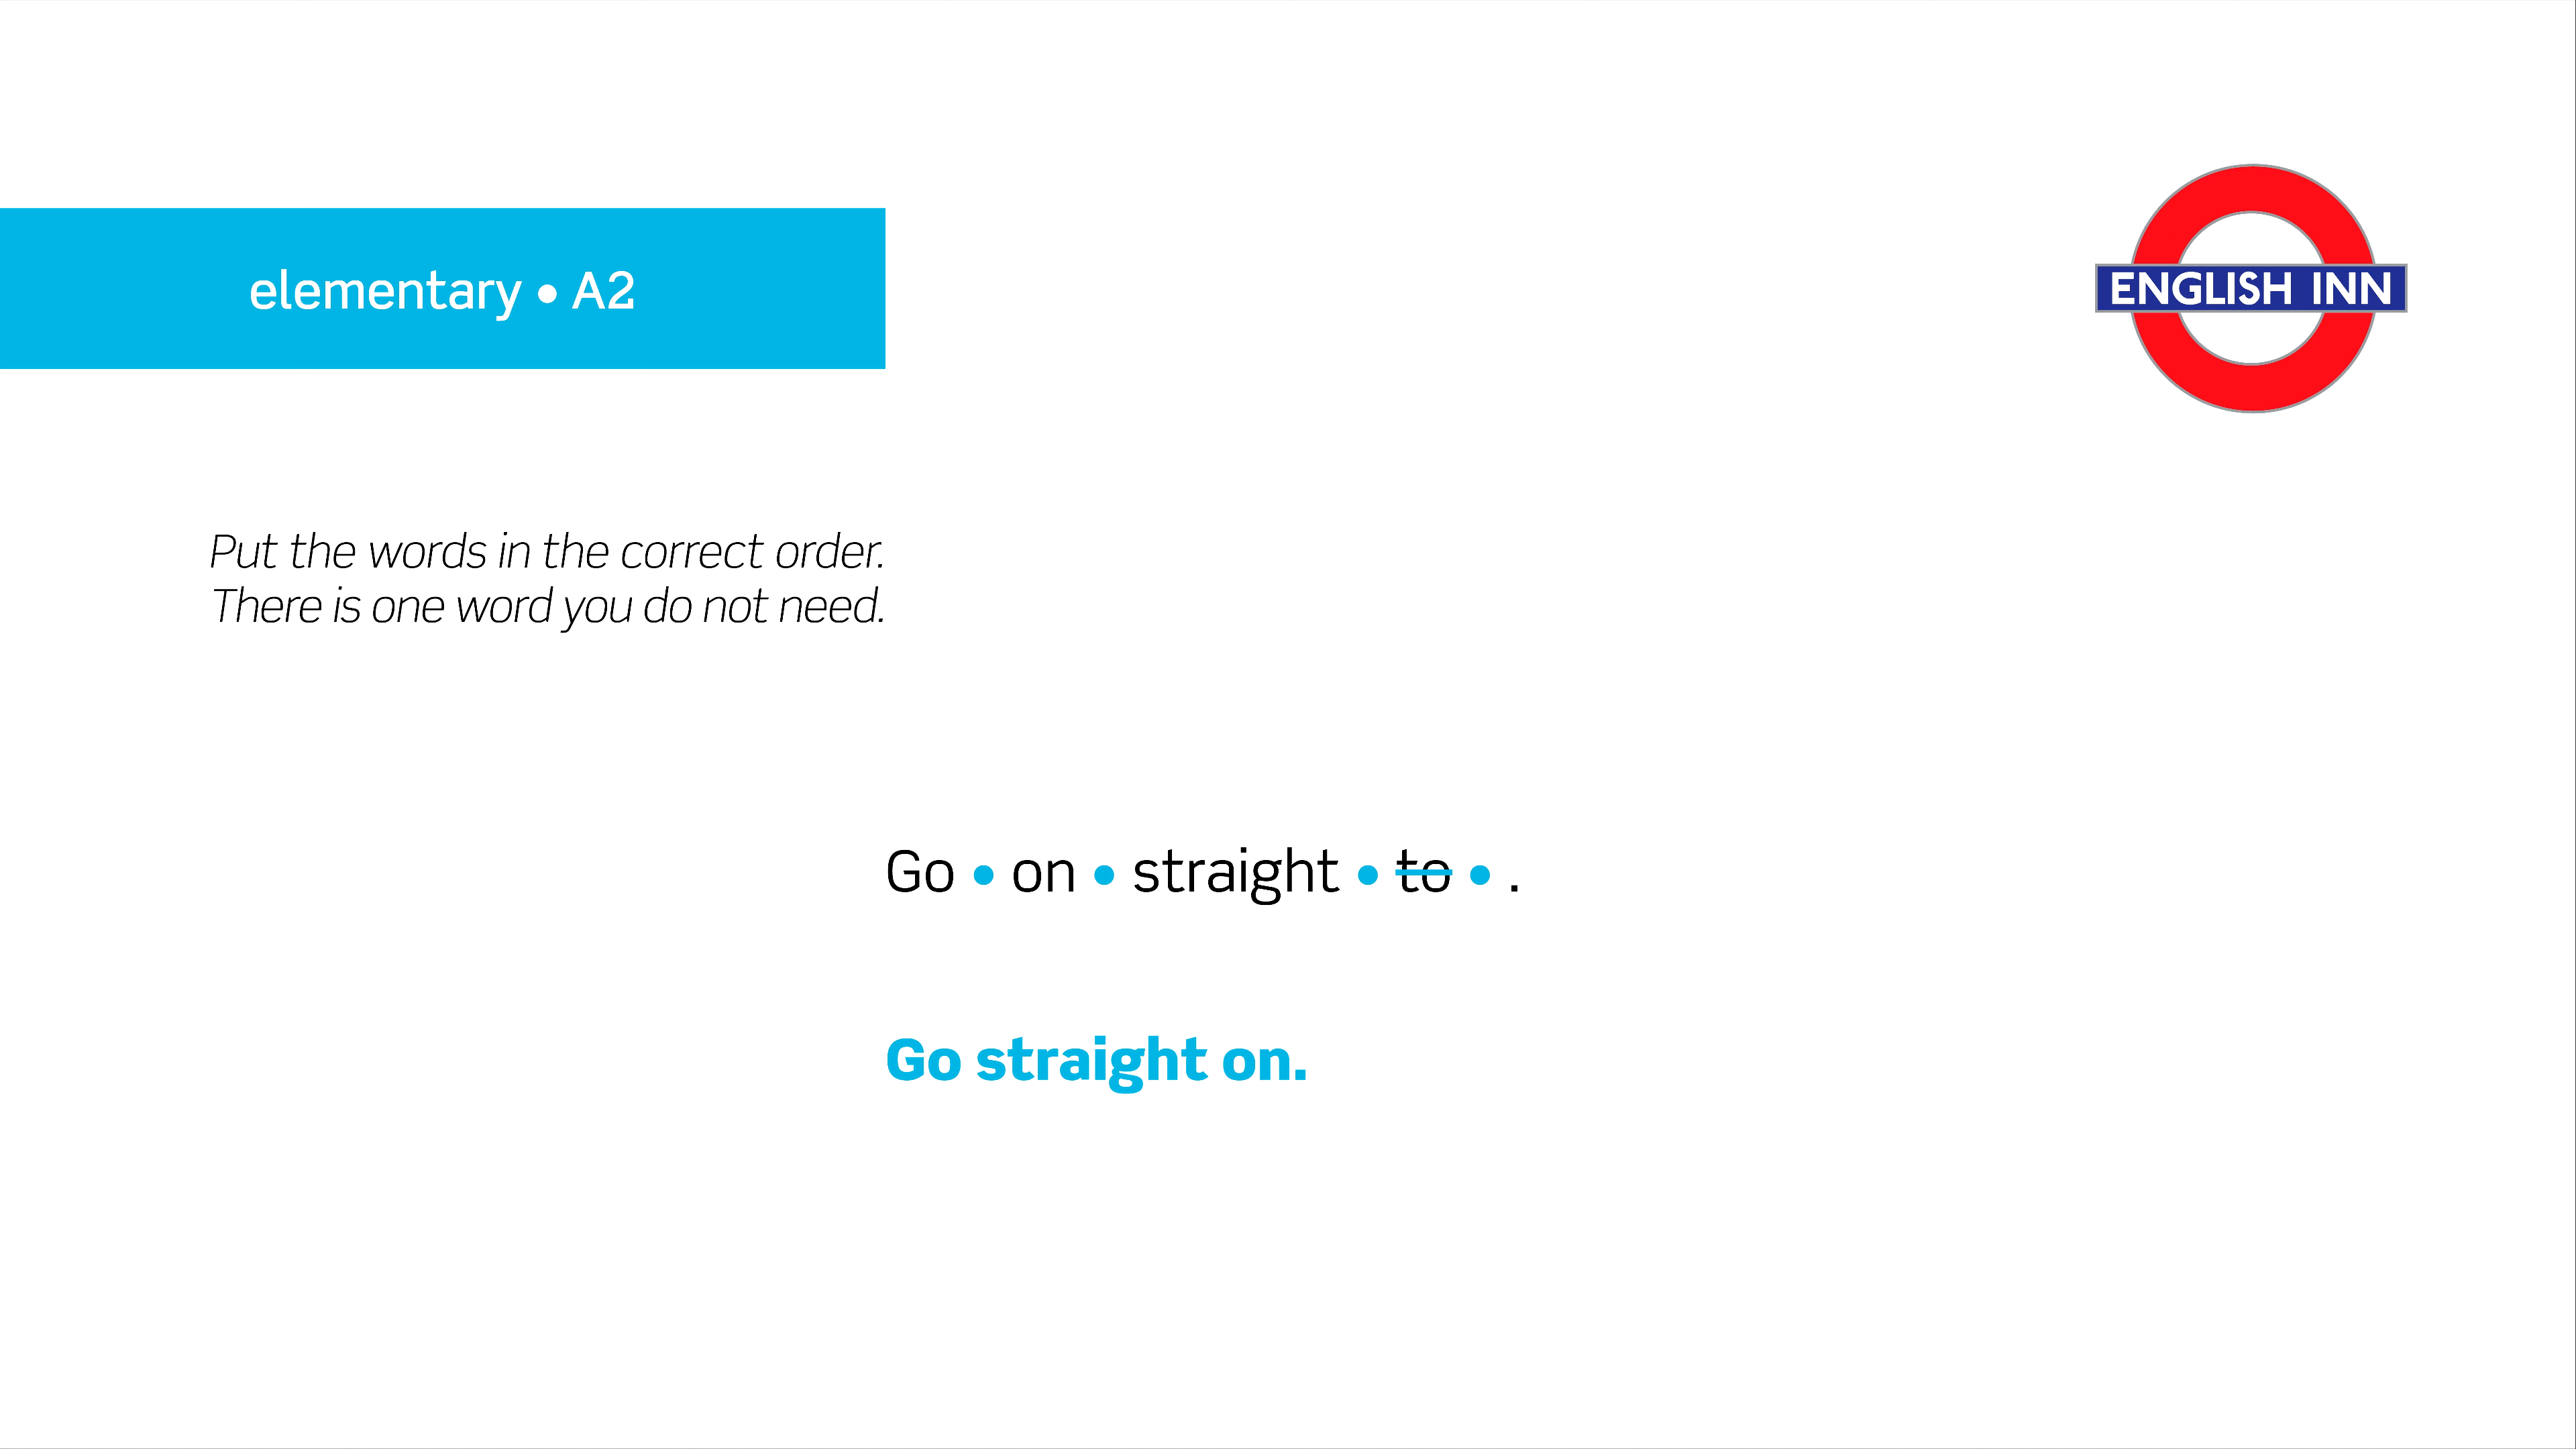 elementary • A2
ENGLISH INN
Put the words in the correct order.
There is one word you do not need.
Go • on • straight • to • .
Go straight on.